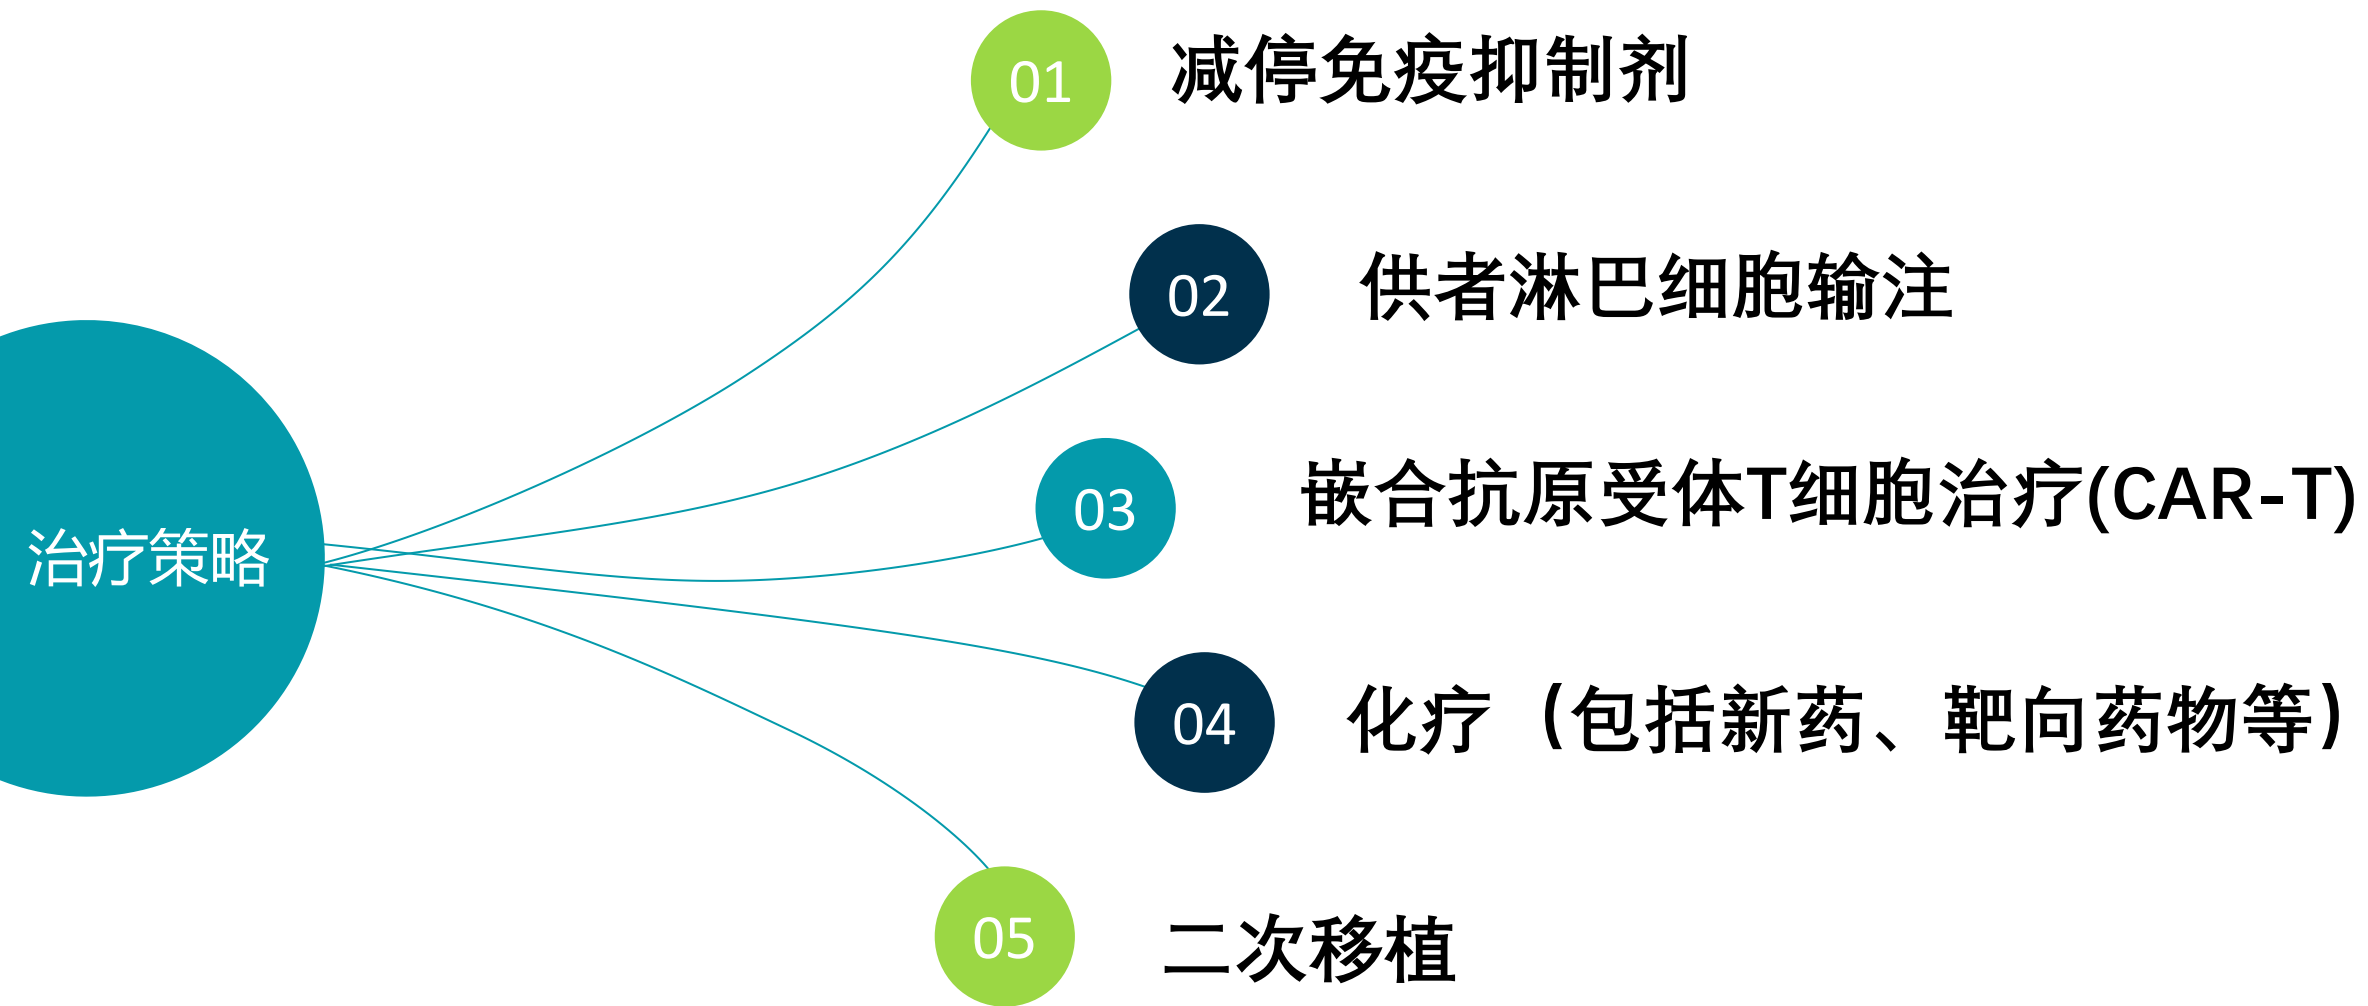 治疗策略
01
减停免疫抑制剂
02
供者淋巴细胞输注
03
嵌合抗原受体T细胞治疗(CAR-T)
04
化疗（包括新药、靶向药物等）
05
二次移植